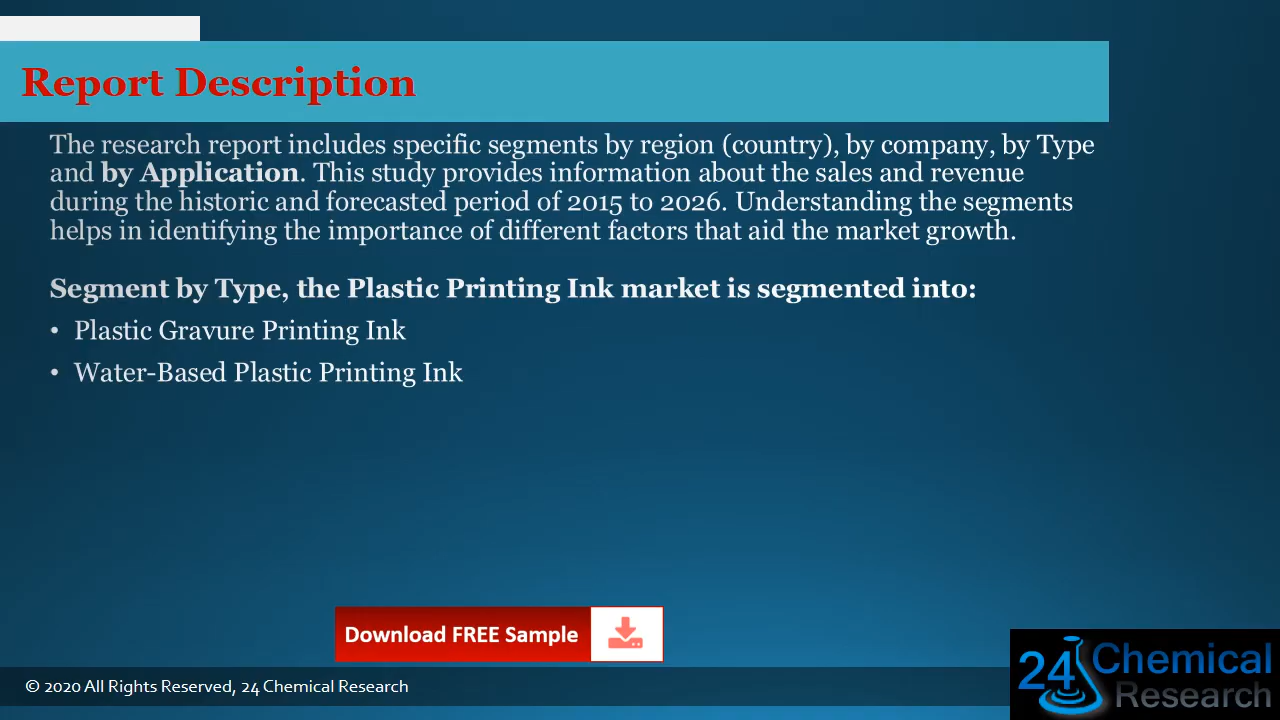 Report Description
The research report includes specific segments by region (country), by company, by Type
and by Application. This study provides information about the sales and revenue
during the historic and forecasted period of 2015 to 2026. Understanding the segments
helps in identifying the importance of different factors that aid the market growth.
Segment by Type, the Plastic Printing Ink market is segmented into:
• Plastic Gravure Printing Ink
• Water-Based Plastic Printing Ink
Download FREE Sample
© 2020 All Rights Reserved, 24 Chemical Research
24 Chemical
Research